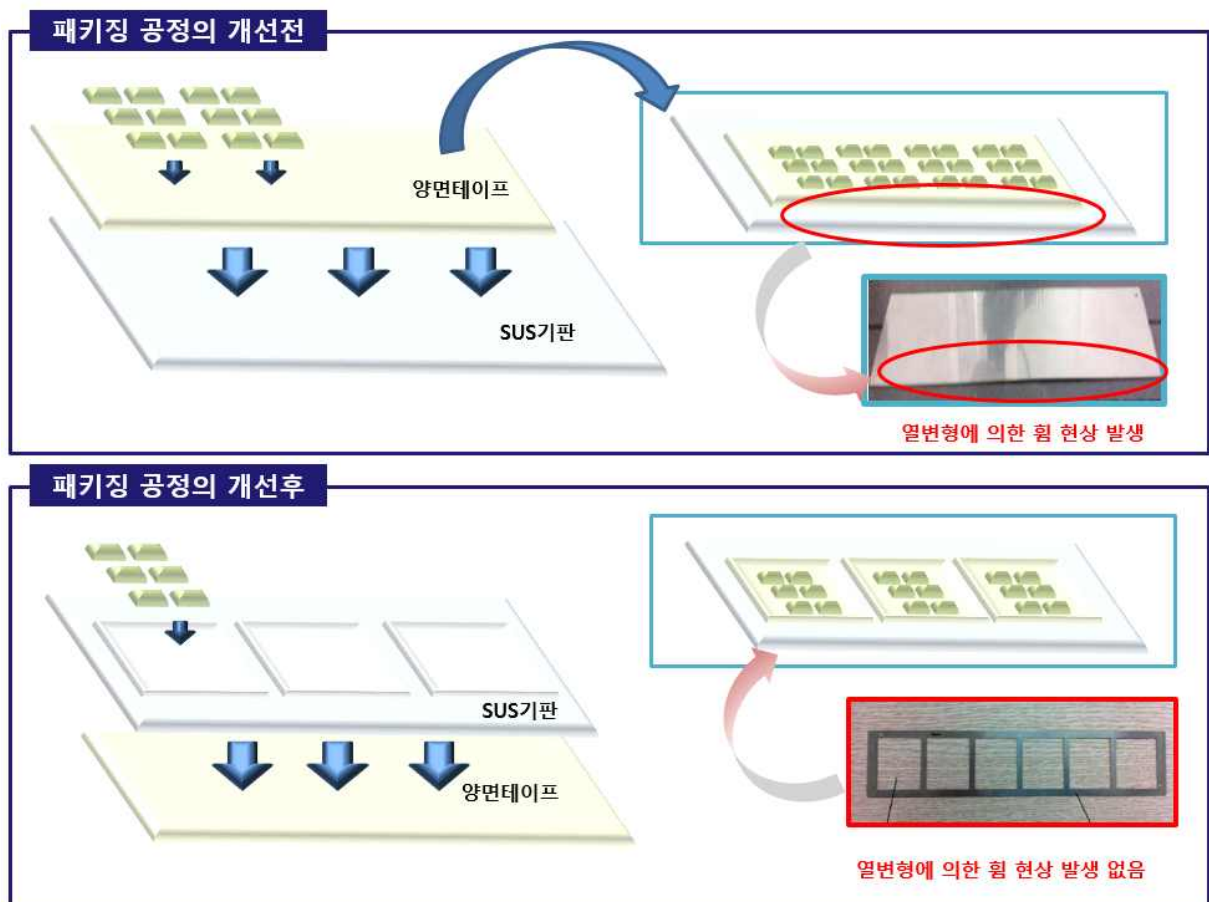 패키징 공정의 개선전
양면테이프
SUS기판
열변형에 의한 휨 현상 발생
패키징 공정의 개선후
SUS기판
양면테이프
열변형에 의한 휨 현상 발생 없음